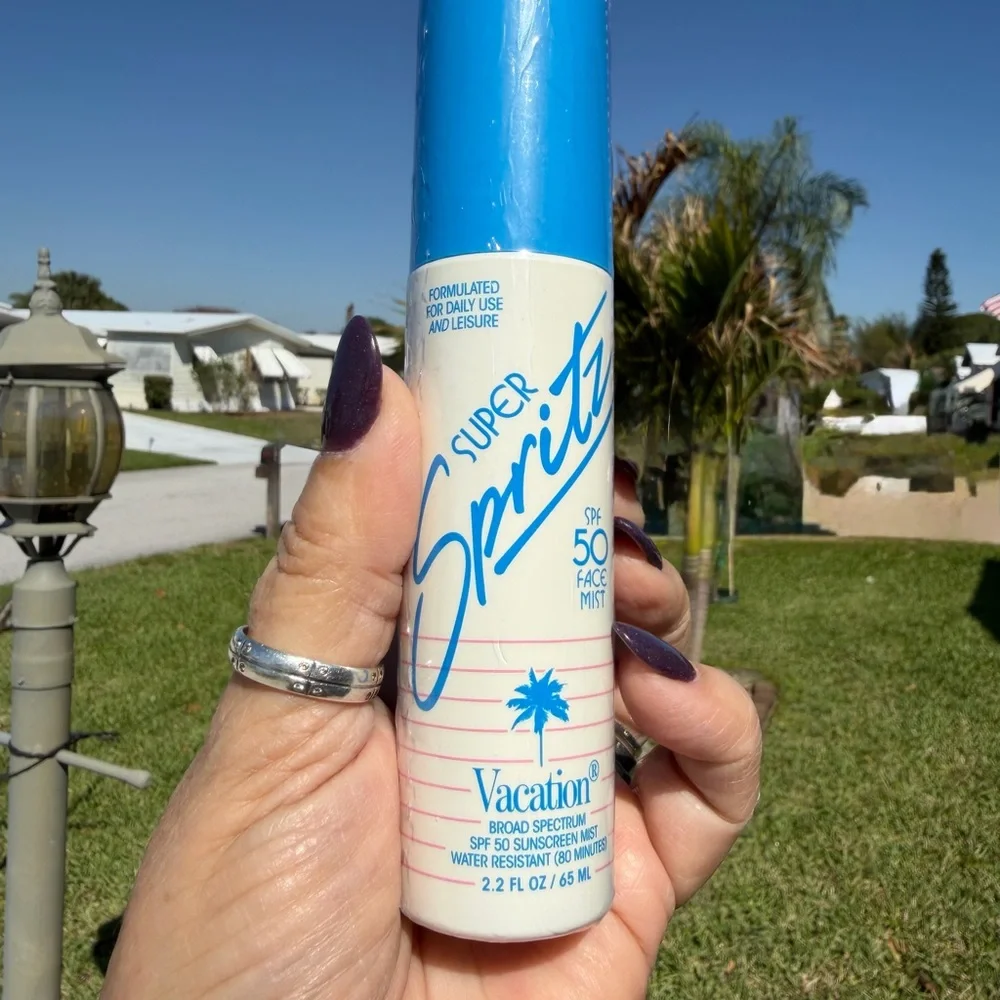 FORMULATED
FOR DAILY USE
AND LEISURE
SUPER
Spritz
SPF
50
FACE
MIST
Vacation®
BROAD SPECTRUM
SPF 50 SUNSCREEN MIST
WATER RESISTANT (80 MINUTES)
2.2 FL OZ / 65 ML